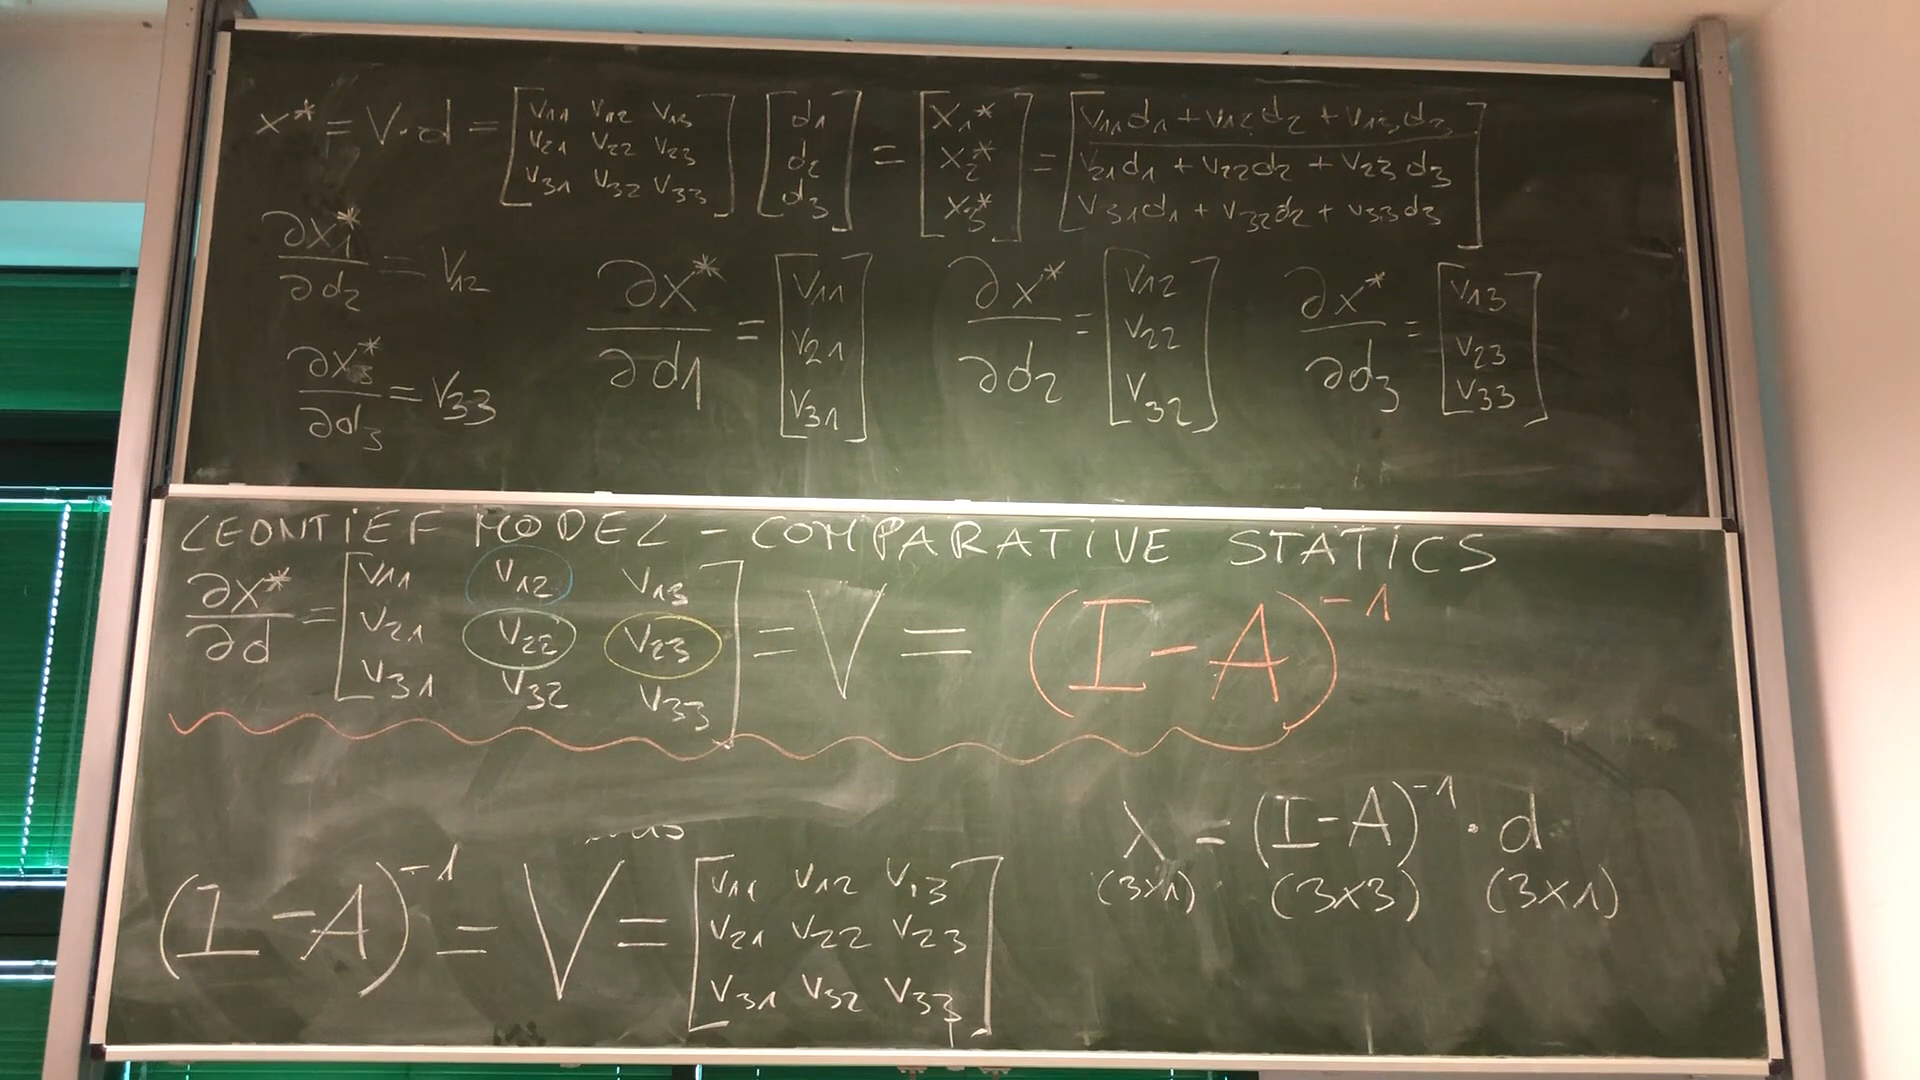 x* = V·d = [v11 v12 v13; v21 v22 v23; v31 v32 v33] [d1; d2; d3] = [x1*; x2*; x3*] = [v11d1 + v12d2 + v13d3; v21d1 + v22d2 + v23d3; v31d1 + v32d2 + v33d3]
∂x1*/∂d2 = v12
∂x3*/∂d3 = v33
∂x*/∂d1 = [v11; v21; v31]
∂x*/∂d2 = [v12; v22; v32]
∂x*/∂d3 = [v13; v23; v33]
LEONTIEF MODEL - COMPARATIVE STATICS
∂x*/∂d = [v11 v12 v13; v21 v22 v23; v31 v32 v33] = V = (I-A)^-1
(I-A)^-1 = V = [v11 v12 v13; v21 v22 v23; v31 v32 v33]
x = (I-A)^-1 · d
(3x1) (3x3) (3x1)